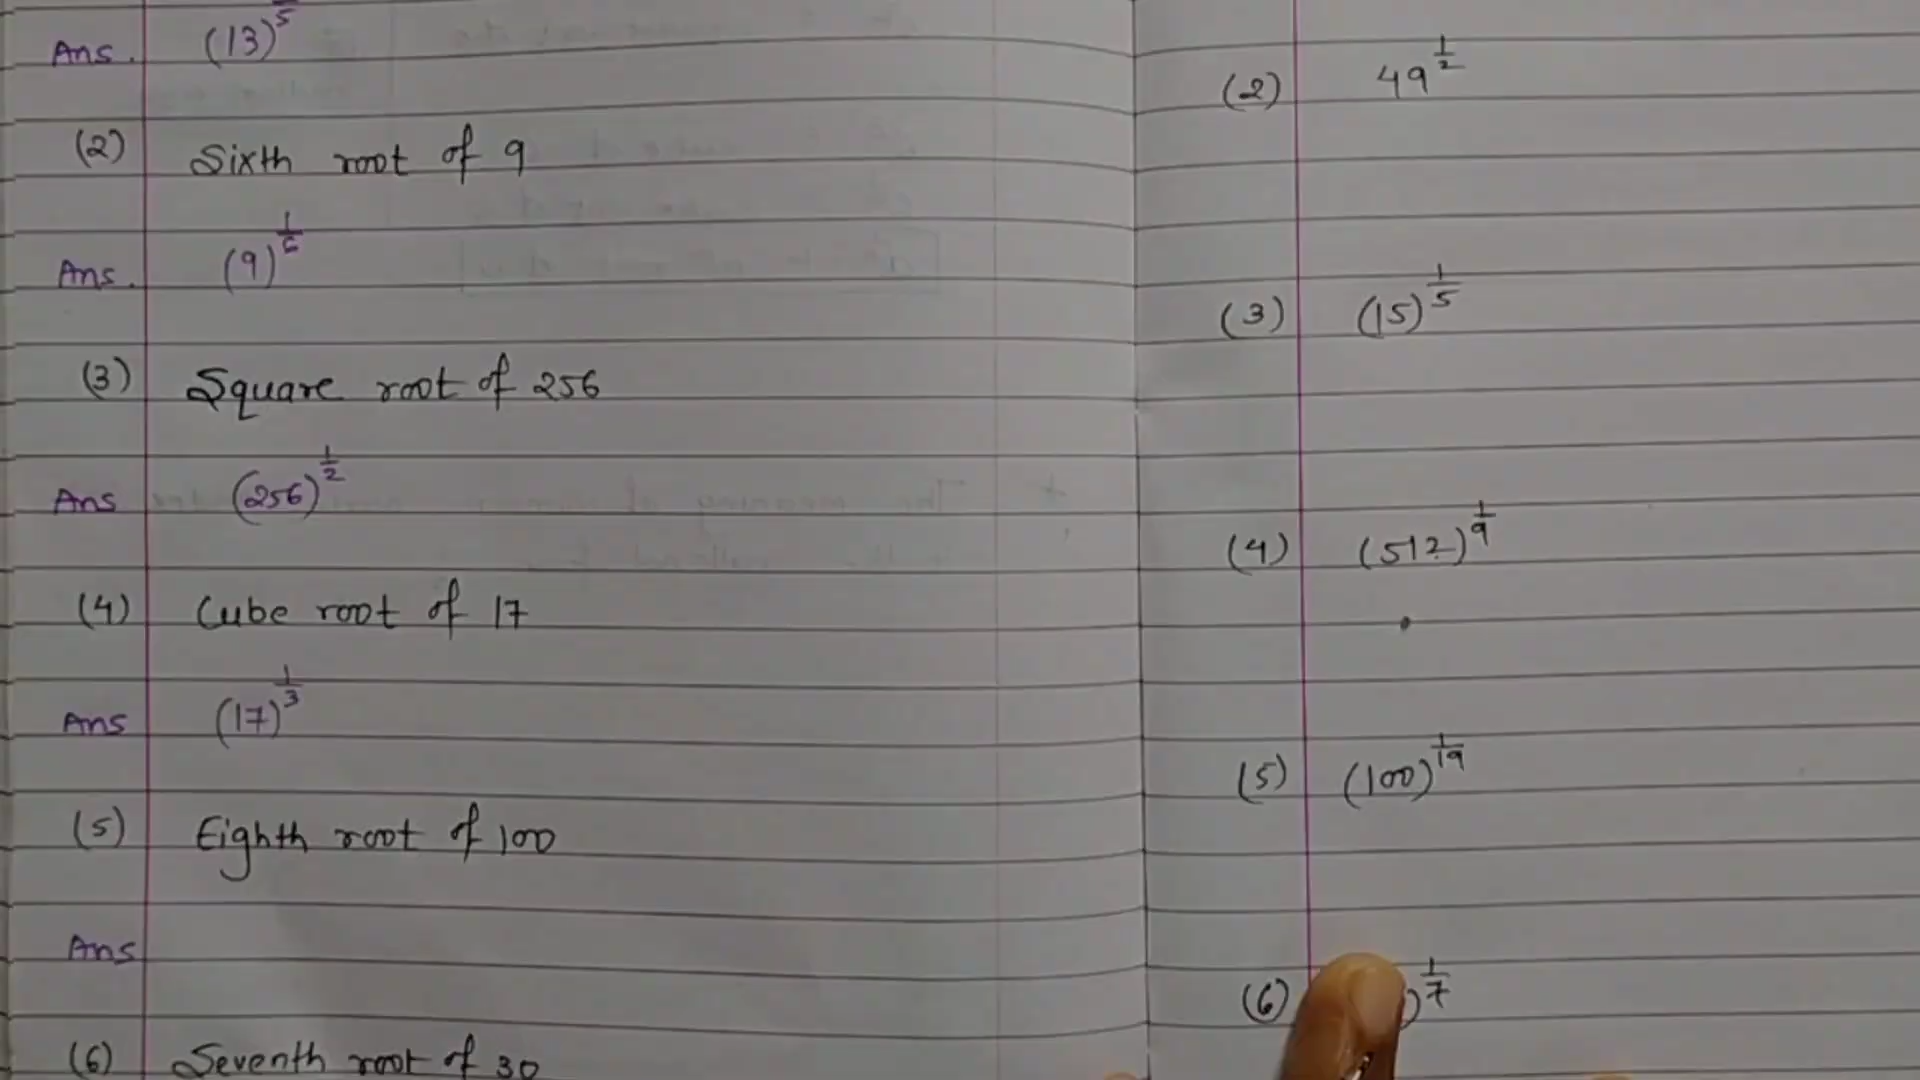 Ans. (13)^1/5
(2) Sixth root of 9
Ans. (9)^1/6
(3) Square root of 256
Ans (256)^1/2
(4) Cube root of 17
Ans (17)^1/3
(5) Eighth root of 100
Ans
(6) Seventh root of 30
(2) 49^1/2
(3) (15)^1/5
(4) (512)^1/9
(5) (100)^1/19
(6) )^1/7